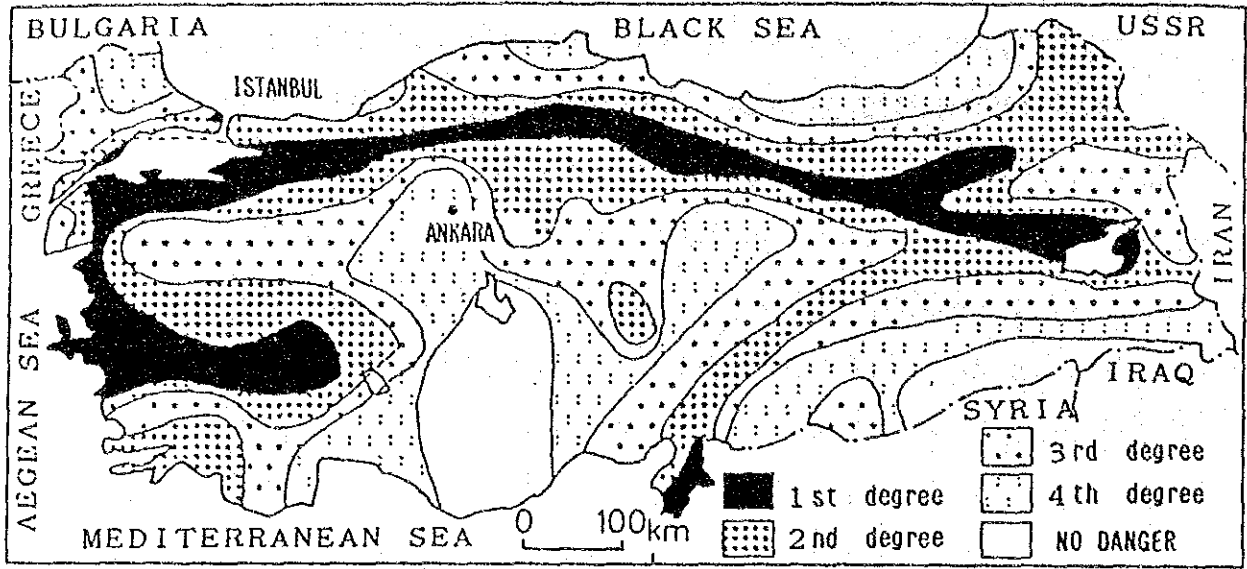 BULGARIA
BLACK SEA
USSR
ISTANBUL
GREECE
ANKARA
IRAN
AEGEAN SEA
IRAQ
SYRIA
3rd degree
1st degree
4th degree
0 100km
MEDITERRANEAN SEA
2nd degree
NO DANGER